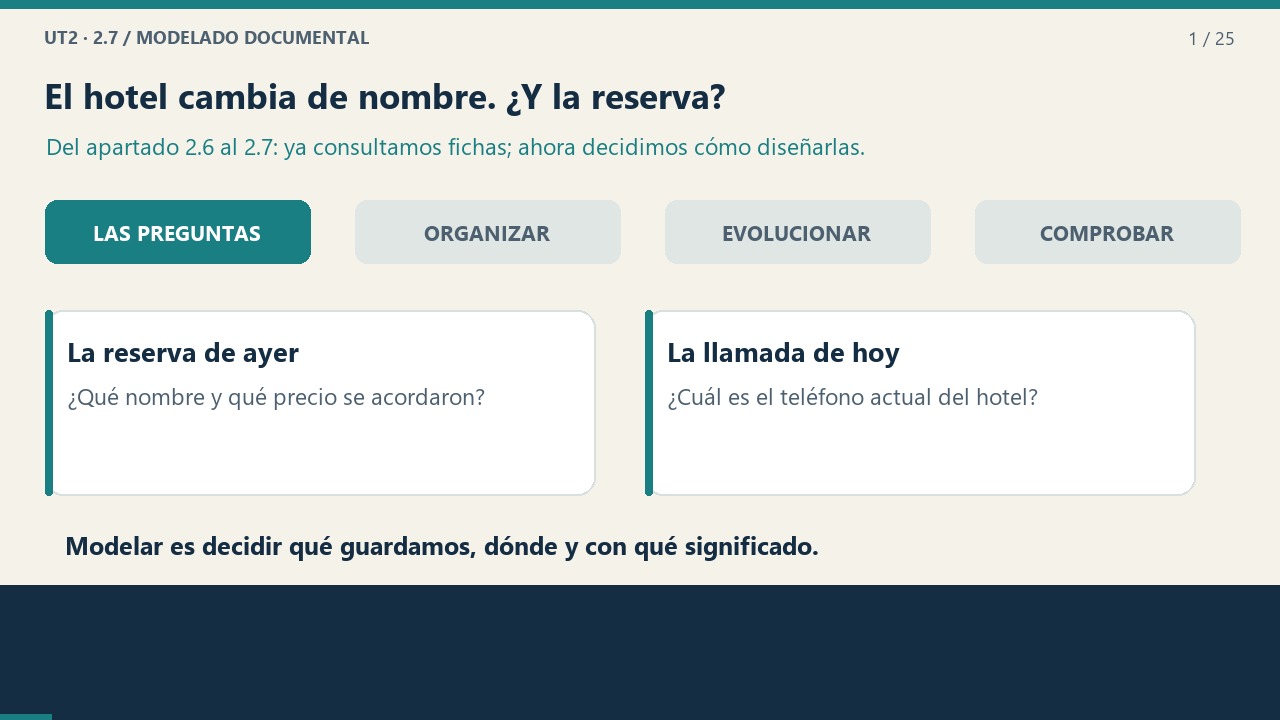 UT2 · 2.7 / MODELADO DOCUMENTAL
1 / 25
El hotel cambia de nombre. ¿Y la reserva?
Del apartado 2.6 al 2.7: ya consultamos fichas; ahora decidimos cómo diseñarlas.
LAS PREGUNTAS
ORGANIZAR
EVOLUCIONAR
COMPROBAR
La reserva de ayer
¿Qué nombre y qué precio se acordaron?
La llamada de hoy
¿Cuál es el teléfono actual del hotel?
Modelar es decidir qué guardamos, dónde y con qué significado.